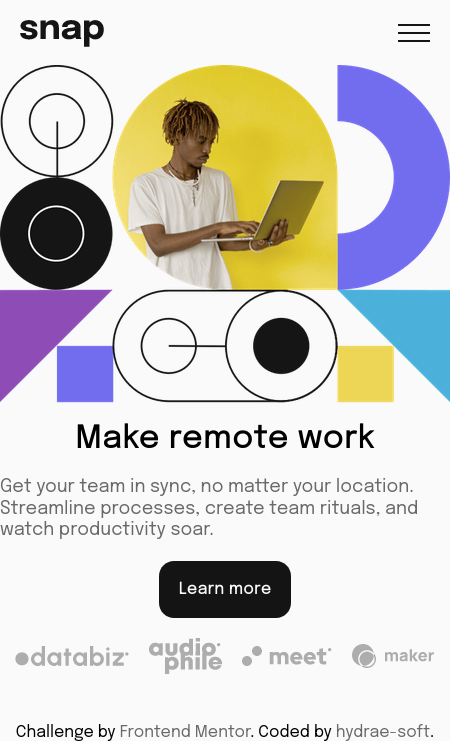 snap
Make remote work
Get your team in sync, no matter your location.
Streamline processes, create team rituals, and
watch productivity soar.
Learn more
databiz audiophile meet maker
Challenge by Frontend Mentor. Coded by hydrae-soft.